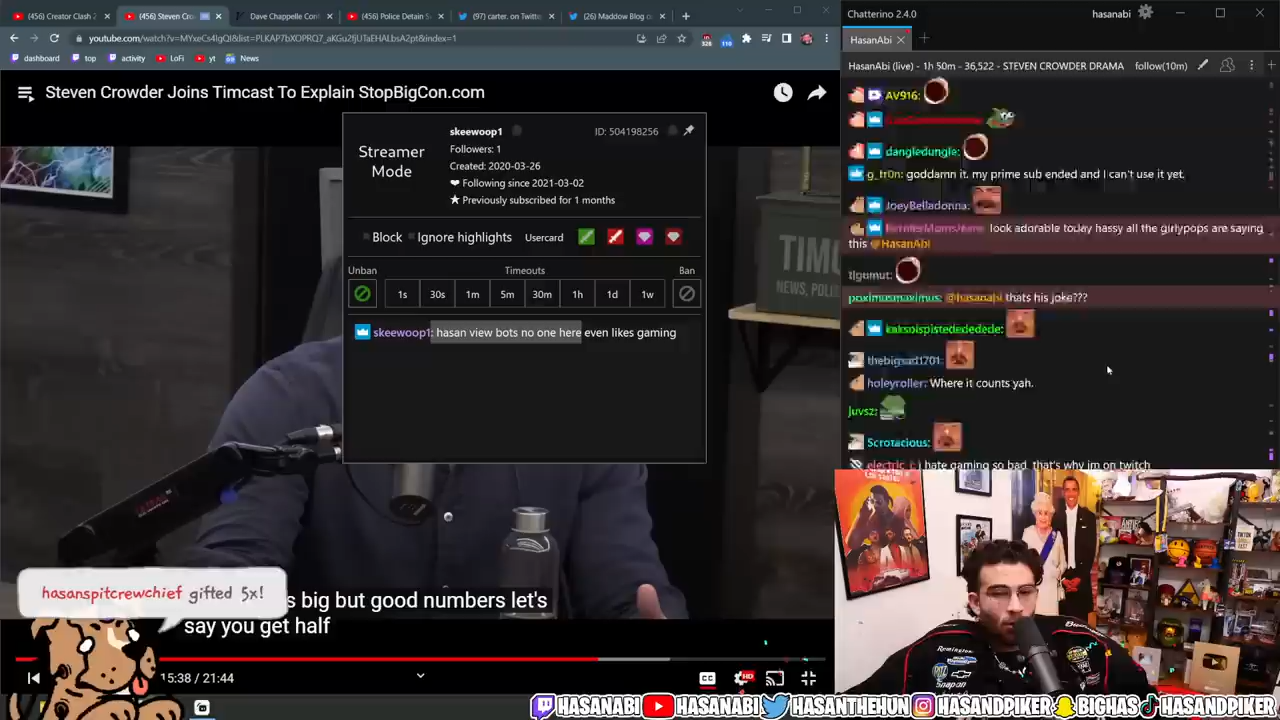 (456) Creator Clash 2
(456) Steven Cro
Dave Chappelle Con
(456) Police Detain S
(97) carter. on Twitte
(26) Maddow Blog o
youtube.com/watch?v=MYxeCs4lgQI&list=PLKAP7bXOPRQ7_aKGu2IjUTaEHALbsA2pt&index=1
dashboard
top
activity
LoFi
yt
News
Steven Crowder Joins Timcast To Explain StopBigCon.com
Streamer
Mode
skeewoop1
ID: 504198256
Followers: 1
Created: 2020-03-26
❤ Following since 2021-03-02
★ Previously subscribed for 1 months
Block
Ignore highlights
Usercard
Unban
Timeouts
Ban
1s
30s
1m
5m
30m
1h
1d
1w
skeewoop1: hasan view bots no one here even likes gaming
hasanspitcrewchief gifted 5x!
s big but good numbers let's
say you get half
15:38 / 21:44
CC
HD
Chatterino 2.4.0
hasanabi
HasanAbi
HasanAbi (live) - 1h 50m - 36,522 - STEVEN CROWDER DRAMA
follow(10m)
AV916:
dangledungle:
g_fr0n: goddamn it. my prime sub ended and I can't use it yet.
JoeyBelladonna:
look adorable today hassy all the girlypops are saying
this @HasanAbi
tjgumut:
poximusmaximus: @hasanabi thats his joke???
thebigsad1701:
holeyroller: Where it counts yah.
Juvsz:
Scrotacious:
i hate gaming so bad, that's why im on twitch
HASANABI
HASANABI
HASANTHEHUN
HASANDPIKER
BIGHAS
HASANDPIKER